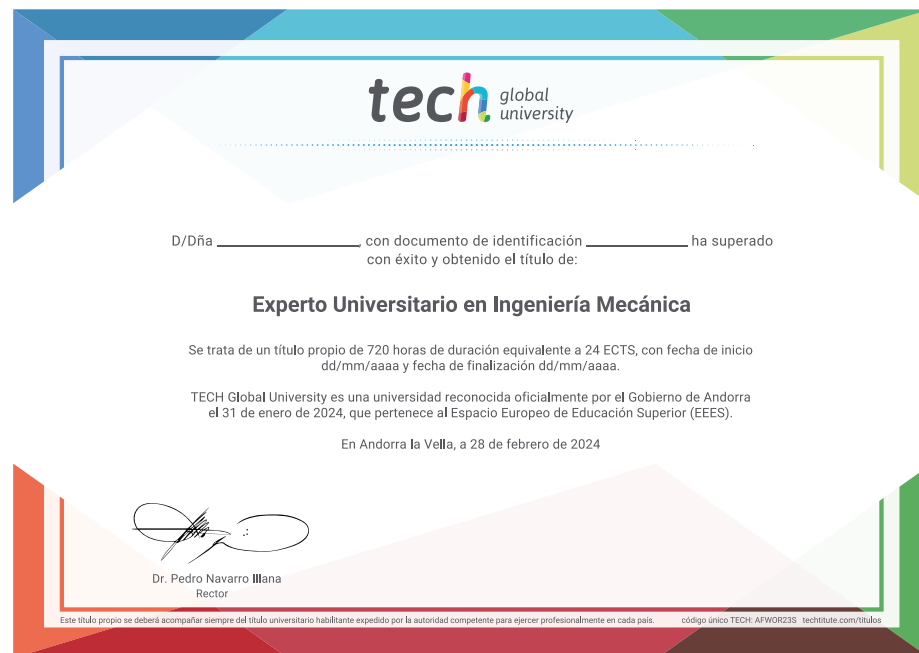 tech global university
D/Dña ____________________, con documento de identificación ______________ ha superado
con éxito y obtenido el título de:
Experto Universitario en Ingeniería Mecánica
Se trata de un título propio de 720 horas de duración equivalente a 24 ECTS, con fecha de inicio
dd/mm/aaaa y fecha de finalización dd/mm/aaaa.
TECH Global University es una universidad reconocida oficialmente por el Gobierno de Andorra
el 31 de enero de 2024, que pertenece al Espacio Europeo de Educación Superior (EEES).
En Andorra la Vella, a 28 de febrero de 2024
Dr. Pedro Navarro Illana
Rector
Este título propio se deberá acompañar siempre del título universitario habilitante expedido por la autoridad competente para ejercer profesionalmente en cada país. código único TECH: AFWOR23S techtitute.com/titulos